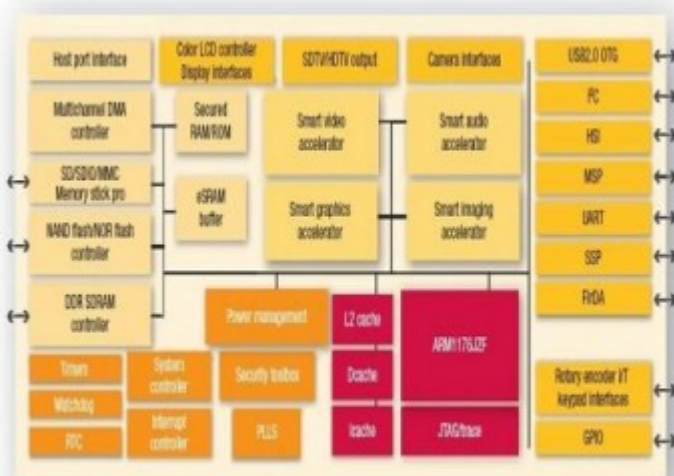 Host port interface
Color LCD controller
Display interfaces
SDTV/HDTV output
Camera interfaces
USB2.0 OTG
Multichannel DMA
controller
Secured
RAM/ROM
Smart video
accelerator
Smart audio
accelerator
I²C
HSI
SD/SDIO/MMC
Memory stick pro
eSRAM
buffer
Smart graphics
accelerator
Smart imaging
accelerator
MSP
UART
NAND flash/NOR flash
controller
SSP
FIrDA
DDR SDRAM
controller
Power management
L2 cache
ARM1176JZF
Timers
System
controller
Security toolbox
Dcache
Rotary encoder I/T
keypad interfaces
Watchdog
RTC
Interrupt
controller
PLLS
Icache
JTAG/trace
GPIO